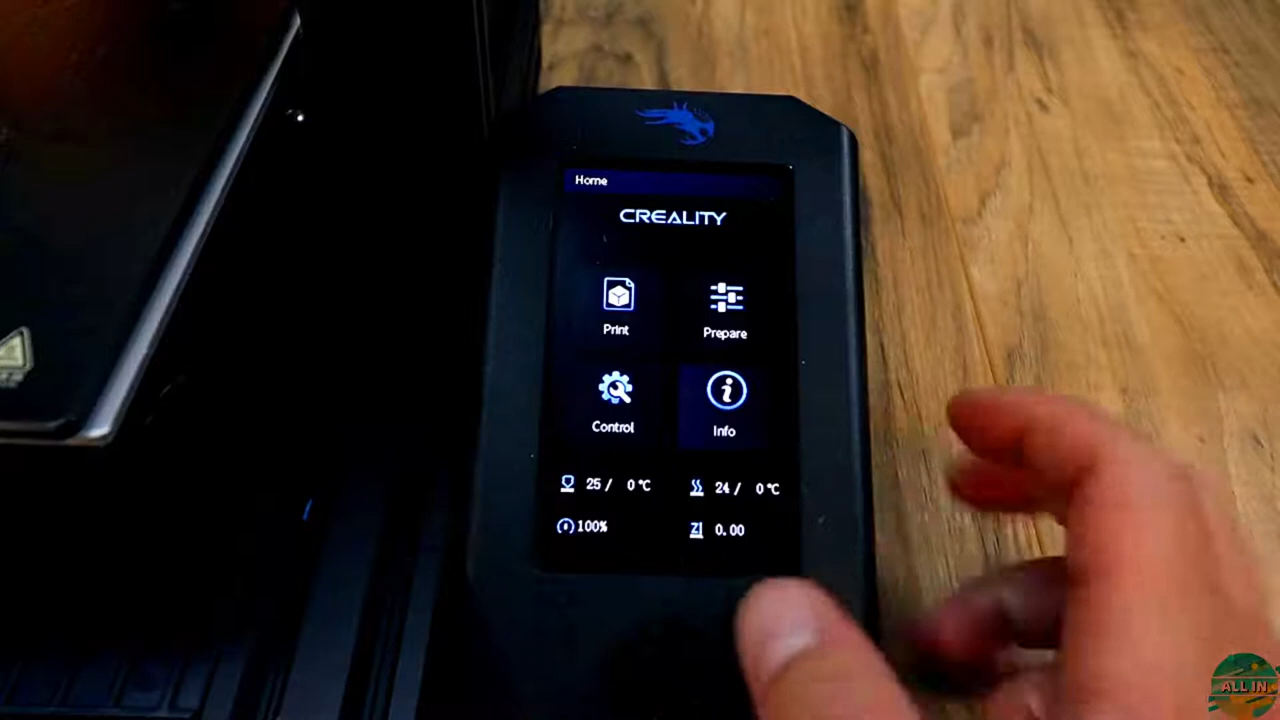 Home
CREALITY
Print
Prepare
Control
Info
25 / 0 °C
24 / 0 °C
100%
Z 0.00
ALL IN